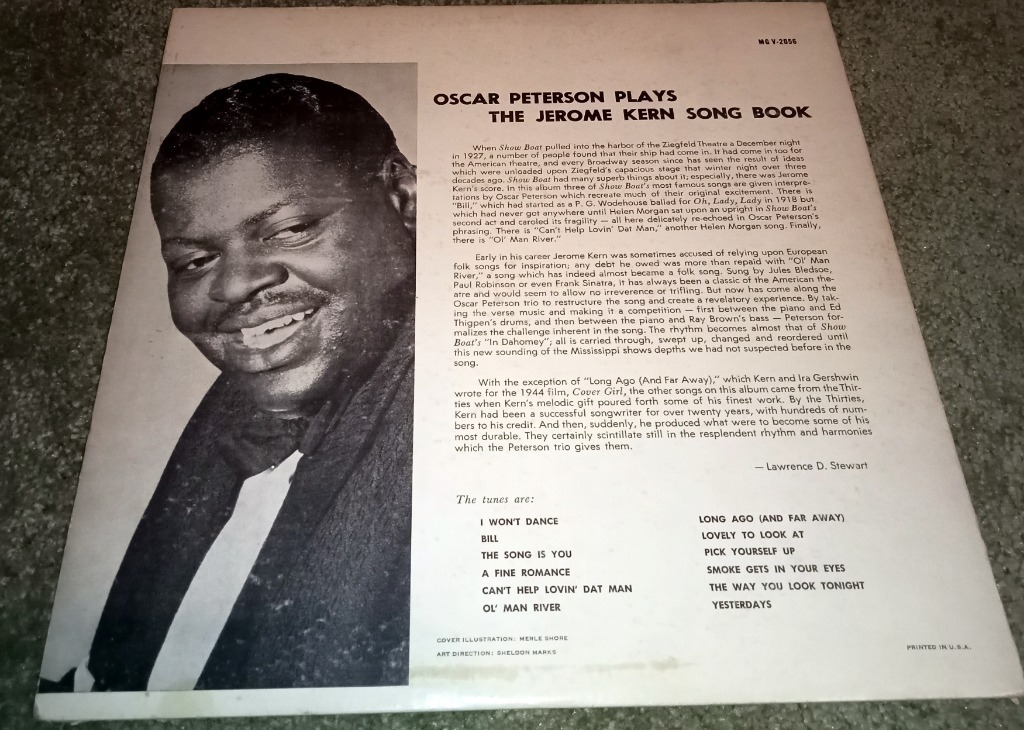 MG V-2056
OSCAR PETERSON PLAYS
THE JEROME KERN SONG BOOK
When Show Boat pulled into the harbor of the Ziegfeld Theatre a December night
in 1927, a number of people found that their ship had come in. It had come in too for
the American theatre, and every Broadway season since has seen the result of ideas
which were unloaded upon Ziegfeld's capacious stage that winter night over three
decades ago. Show Boat had many superb things about it; especially, there was Jerome
Kern's score. In this album three of Show Boat's most famous songs are given interpre-
tations by Oscar Peterson which recreate much of their original excitement. There is
"Bill," which had started as a P. G. Wodehouse ballad for Oh, Lady, Lady in 1918 but
which had never got anywhere until Helen Morgan sat upon an upright in Show Boat's
second act and caroled its fragility — all here delicately re-echoed in Oscar Peterson's
phrasing. There is "Can't Help Lovin' Dat Man," another Helen Morgan song. Finally,
there is "Ol' Man River."
Early in his career Jerome Kern was sometimes accused of relying upon European
folk songs for inspiration; any debt he owed was more than repaid with "Ol' Man
River," a song which has indeed almost became a folk song. Sung by Jules Bledsoe,
Paul Robinson or even Frank Sinatra, it has always been a classic of the American the-
atre and would seem to allow no irreverence or trifling. But now has come along the
Oscar Peterson trio to restructure the song and create a revelatory experience. By tak-
ing the verse music and making it a competition — first between the piano and Ed
Thigpen's drums, and then between the piano and Ray Brown's bass — Peterson for-
malizes the challenge inherent in the song. The rhythm becomes almost that of Show
Boat's "In Dahomey"; all is carried through, swept up, changed and reordered until
this new sounding of the Mississippi shows depths we had not suspected before in the
song.
With the exception of "Long Ago (And Far Away)," which Kern and Ira Gershwin
wrote for the 1944 film, Cover Girl, the other songs on this album came from the Thir-
ties when Kern's melodic gift poured forth some of his finest work. By the Thirties,
Kern had been a successful songwriter for over twenty years, with hundreds of num-
bers to his credit. And then, suddenly, he produced what were to become some of his
most durable. They certainly scintillate still in the resplendent rhythm and harmonies
which the Peterson trio gives them.
— Lawrence D. Stewart
The tunes are:
I WON'T DANCE
BILL
THE SONG IS YOU
A FINE ROMANCE
CAN'T HELP LOVIN' DAT MAN
OL' MAN RIVER
LONG AGO (AND FAR AWAY)
LOVELY TO LOOK AT
PICK YOURSELF UP
SMOKE GETS IN YOUR EYES
THE WAY YOU LOOK TONIGHT
YESTERDAYS
COVER ILLUSTRATION: MERLE SHORE
ART DIRECTION: SHELDON MARKS
PRINTED IN U.S.A.